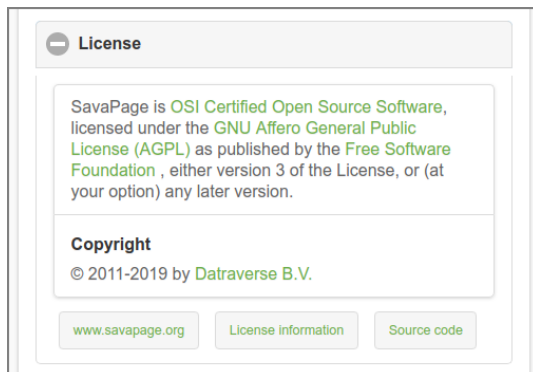 License
SavaPage is OSI Certified Open Source Software,
licensed under the GNU Affero General Public
License (AGPL) as published by the Free Software
Foundation , either version 3 of the License, or (at
your option) any later version.
Copyright
© 2011-2019 by Datraverse B.V.
www.savapage.org License information Source code